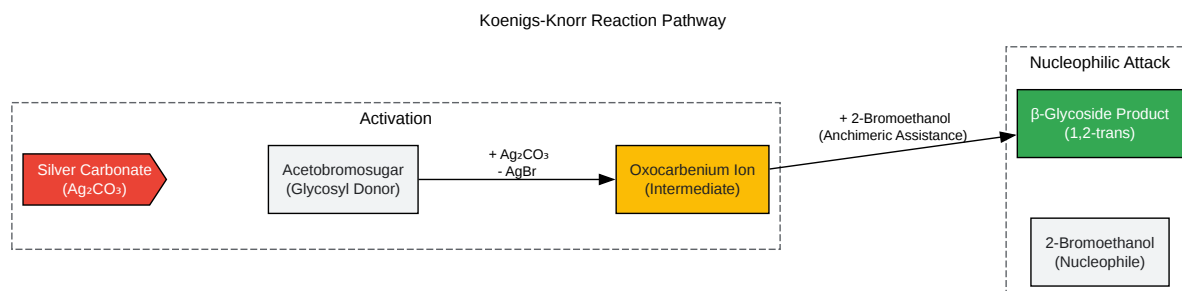 Koenigs-Knorr Reaction Pathway
Activation
Silver Carbonate
(Ag₂CO₃)
Acetobromosugar
(Glycosyl Donor)
+ Ag₂CO₃
- AgBr
Oxocarbenium Ion
(Intermediate)
+ 2-Bromoethanol
(Anchimeric Assistance)
Nucleophilic Attack
β-Glycoside Product
(1,2-trans)
2-Bromoethanol
(Nucleophile)